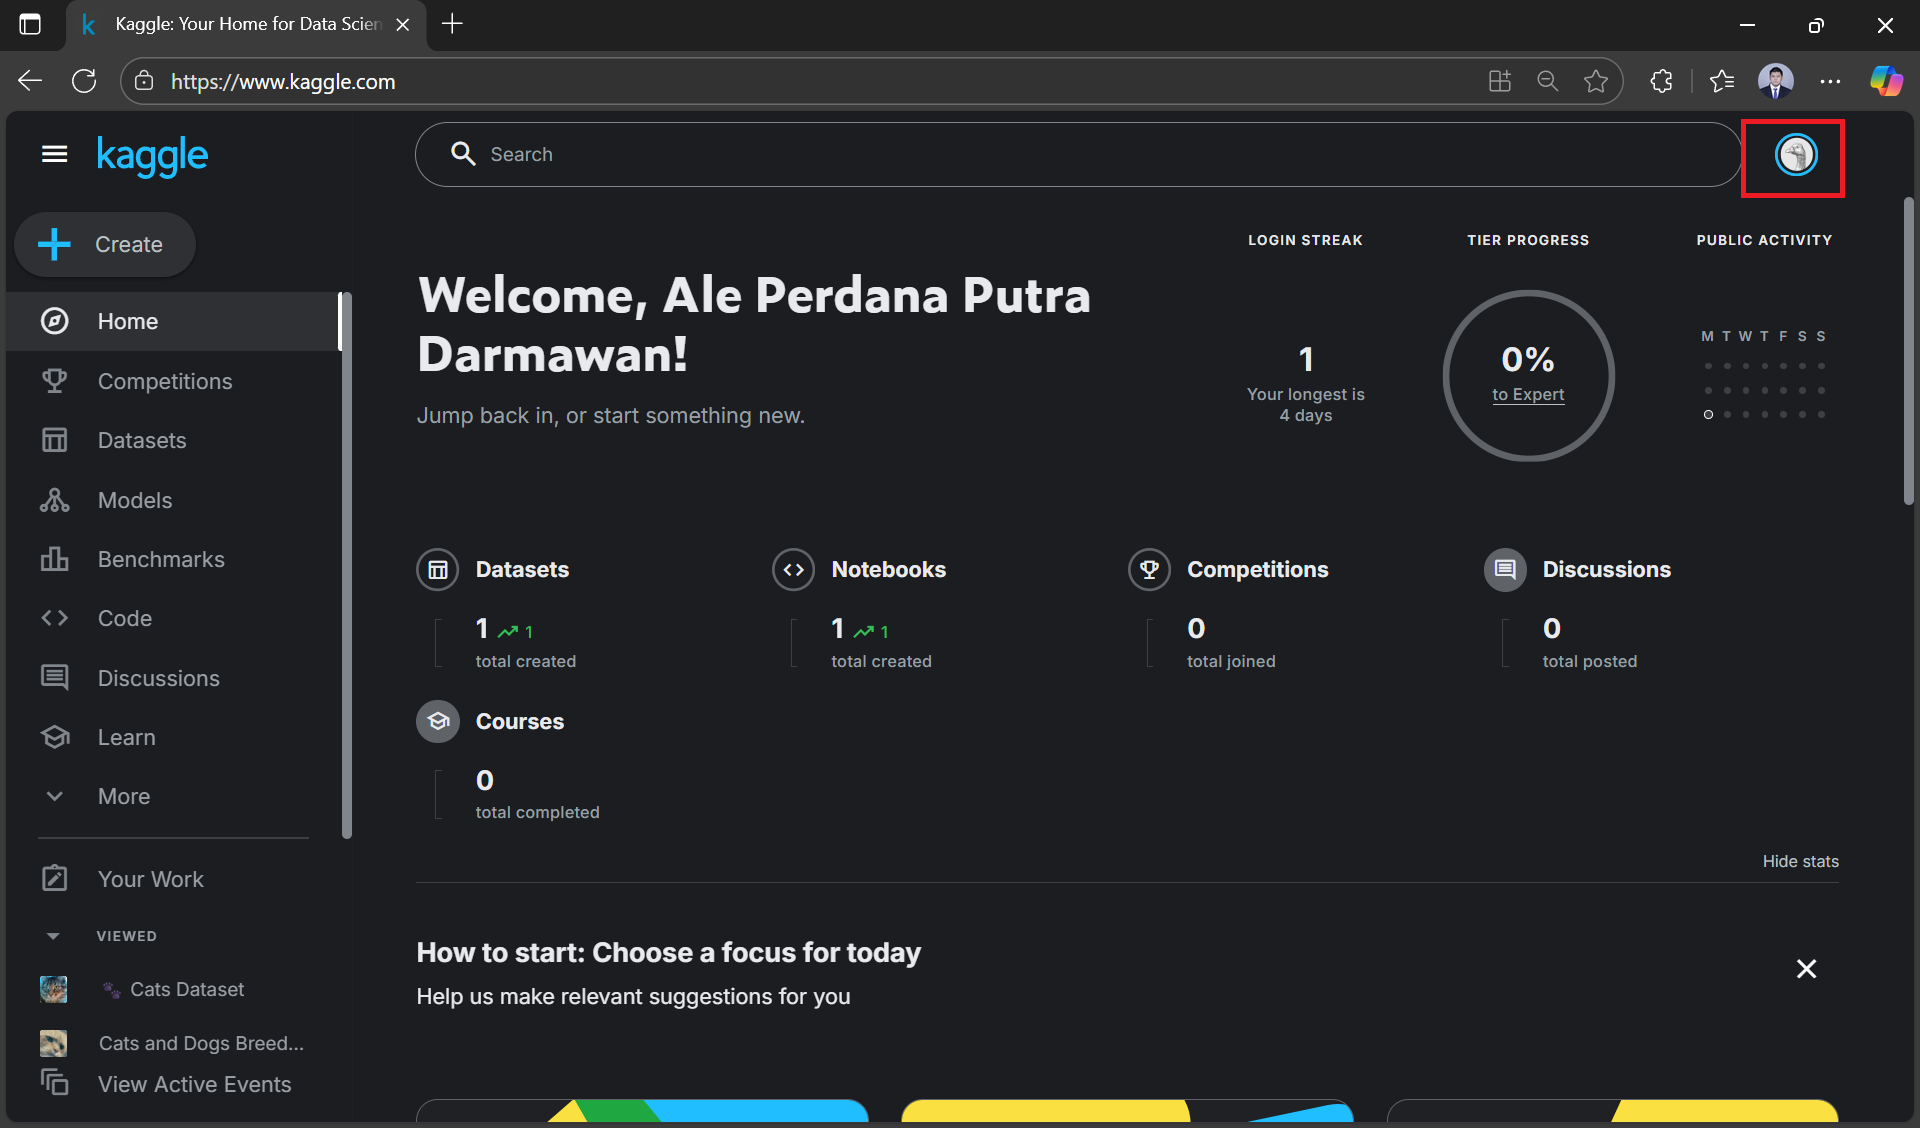 Kaggle: Your Home for Data Scien
https://www.kaggle.com
kaggle
Search
Create
Home
Competitions
Datasets
Models
Benchmarks
Code
Discussions
Learn
More
Your Work
VIEWED
Cats Dataset
Cats and Dogs Breed...
View Active Events
Welcome, Ale Perdana Putra
Darmawan!
Jump back in, or start something new.
LOGIN STREAK
1
Your longest is
4 days
TIER PROGRESS
0%
to Expert
PUBLIC ACTIVITY
M T W T F S S
Datasets
1 1
total created
Notebooks
1 1
total created
Competitions
0
total joined
Discussions
0
total posted
Courses
0
total completed
Hide stats
How to start: Choose a focus for today
Help us make relevant suggestions for you